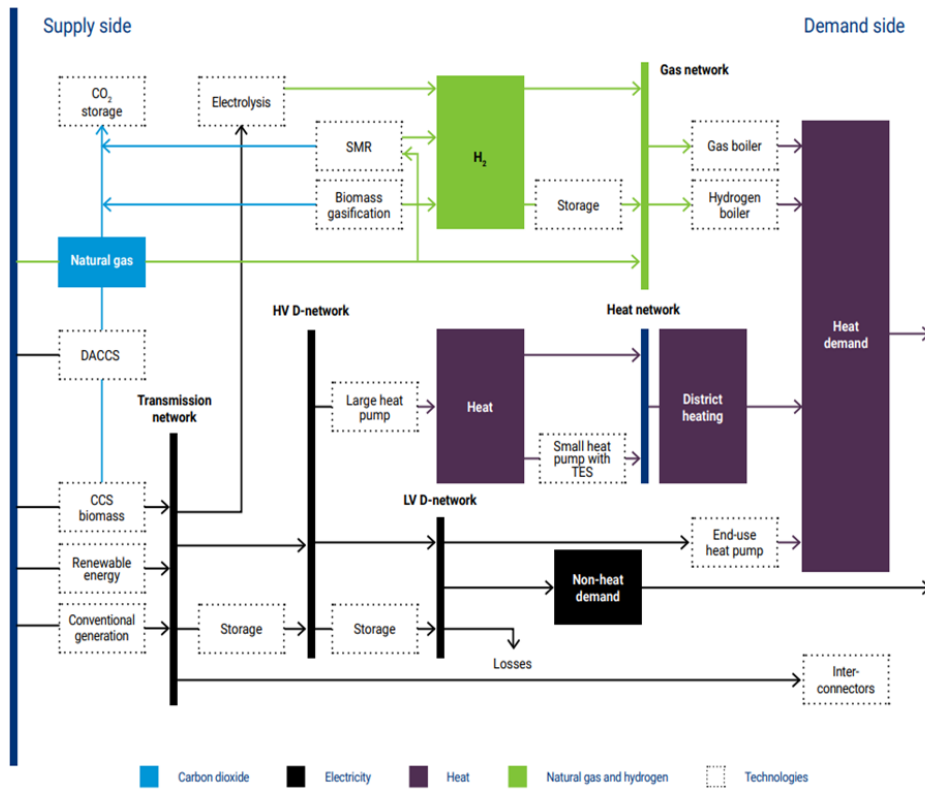 Supply side
Demand side
Gas network
CO₂
storage
Electrolysis
SMR
H₂
Gas boiler
Biomass
gasification
Storage
Hydrogen
boiler
Natural gas
HV D-network
Heat network
Heat
demand
DACCS
Transmission
network
Large heat
pump
Heat
District
heating
Small heat
pump with
TES
CCS
biomass
LV D-network
End-use
heat pump
Renewable
energy
Non-heat
demand
Conventional
generation
Storage
Storage
Losses
Inter-
connectors
Carbon dioxide
Electricity
Heat
Natural gas and hydrogen
Technologies